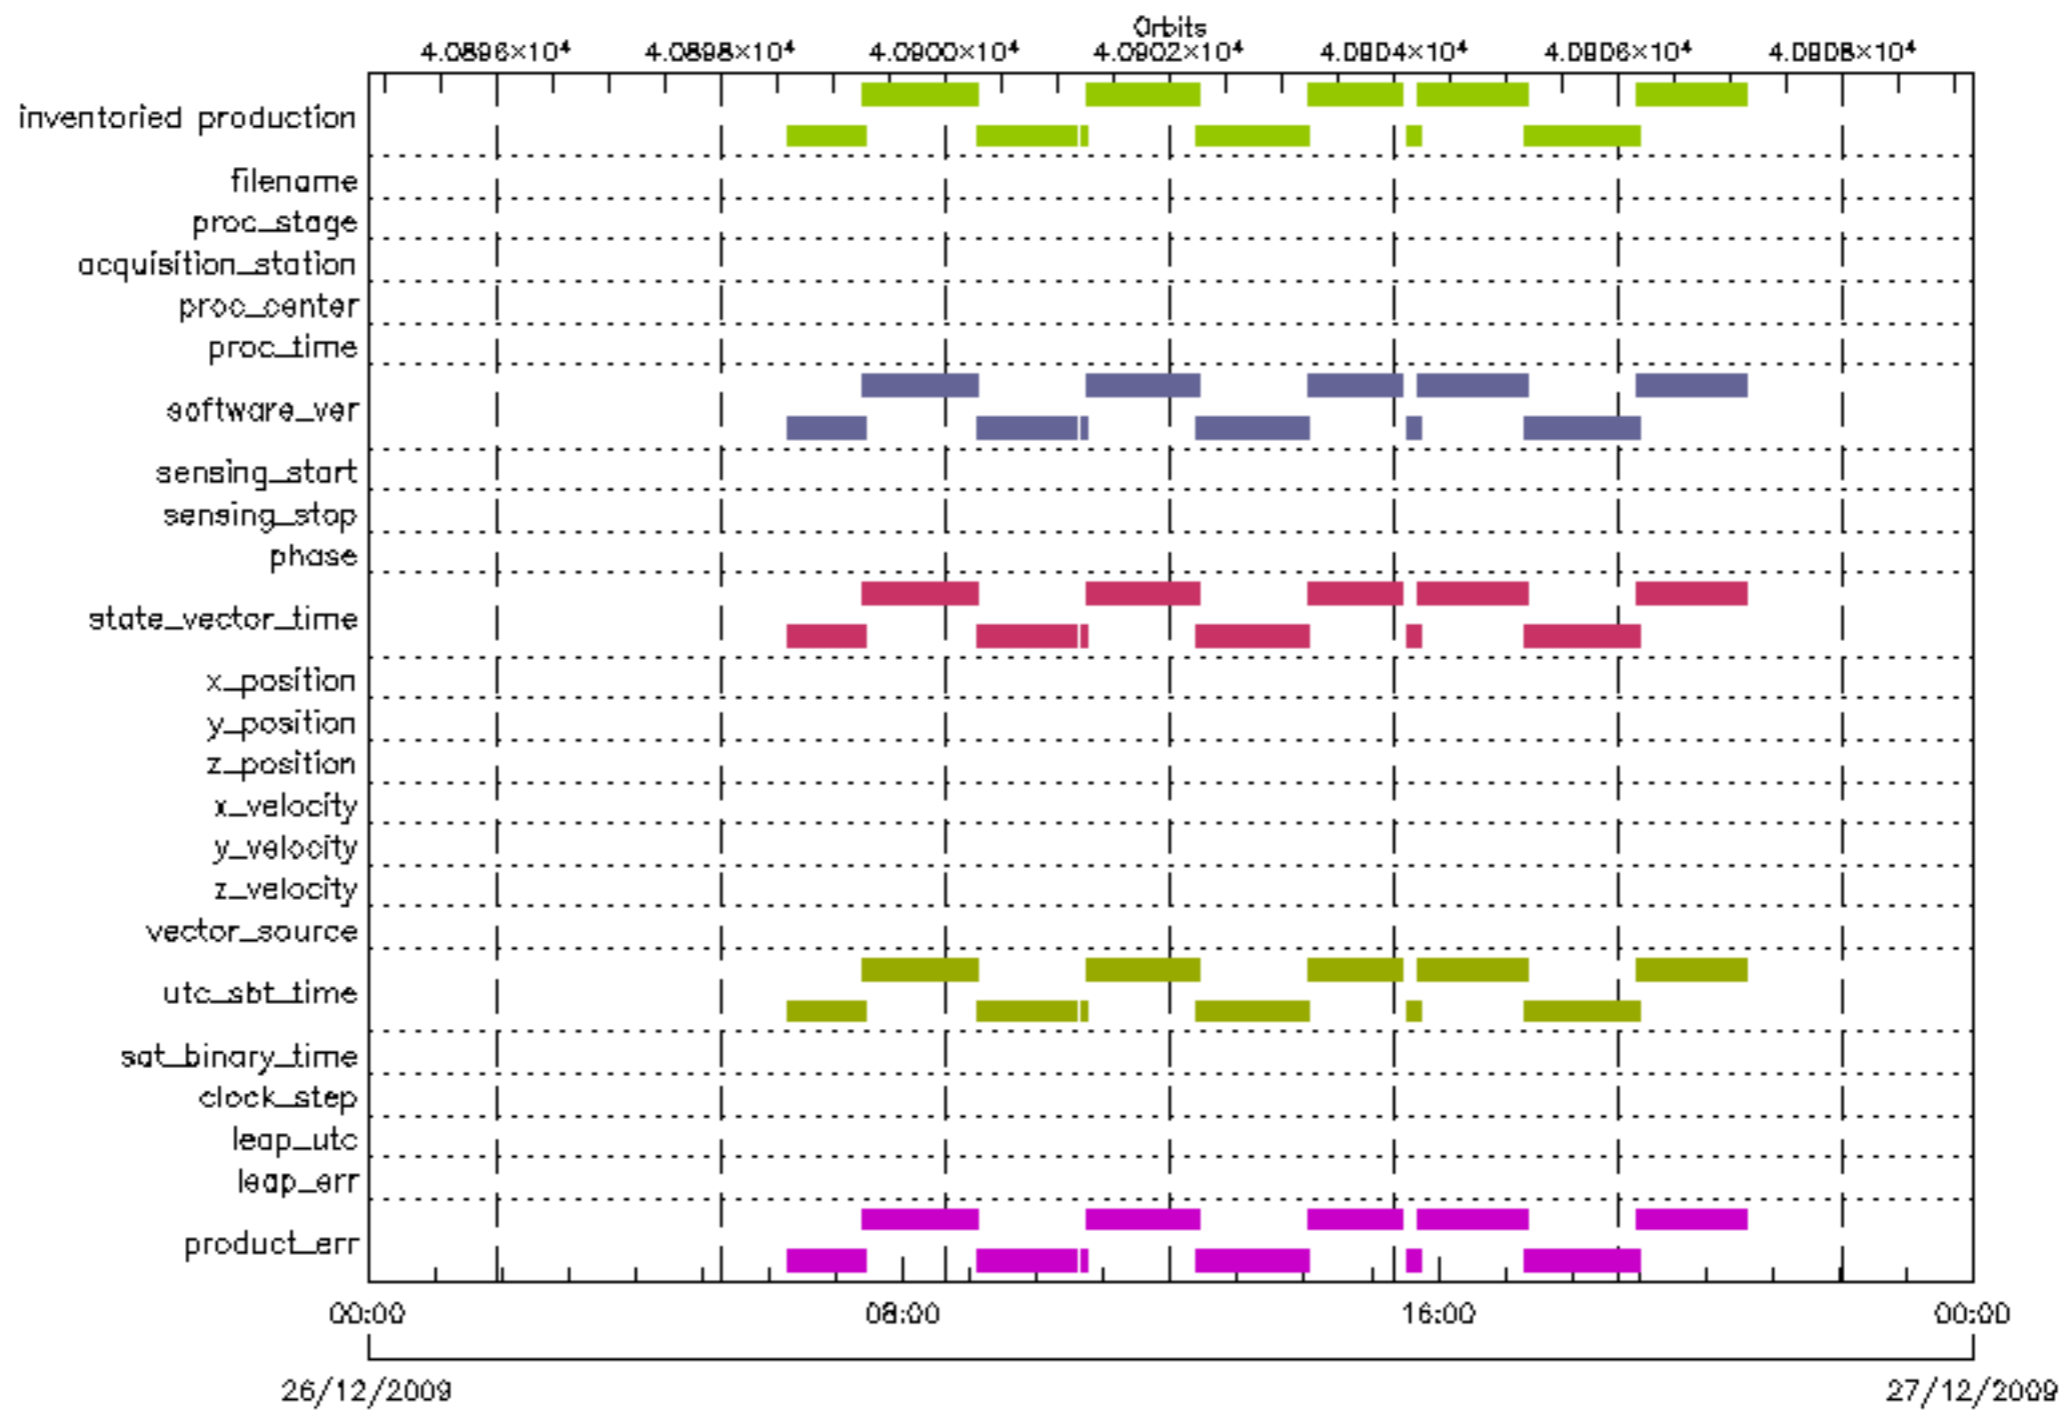 Orbits
4.0896×10⁴ 4.0898×10⁴ 4.0900×10⁴ 4.0902×10⁴ 4.0904×10⁴ 4.0906×10⁴ 4.0908×10⁴
inventoried production
filename
proc_stage
acquisition_station
proc_center
proc_time
software_ver
sensing_start
sensing_stop
phase
state_vector_time
x_position
y_position
z_position
x_velocity
y_velocity
z_velocity
vector_source
utc_sbt_time
sat_binary_time
clock_step
leap_utc
leap_err
product_err
00:00 08:00 16:00 00:00
26/12/2009 27/12/2009